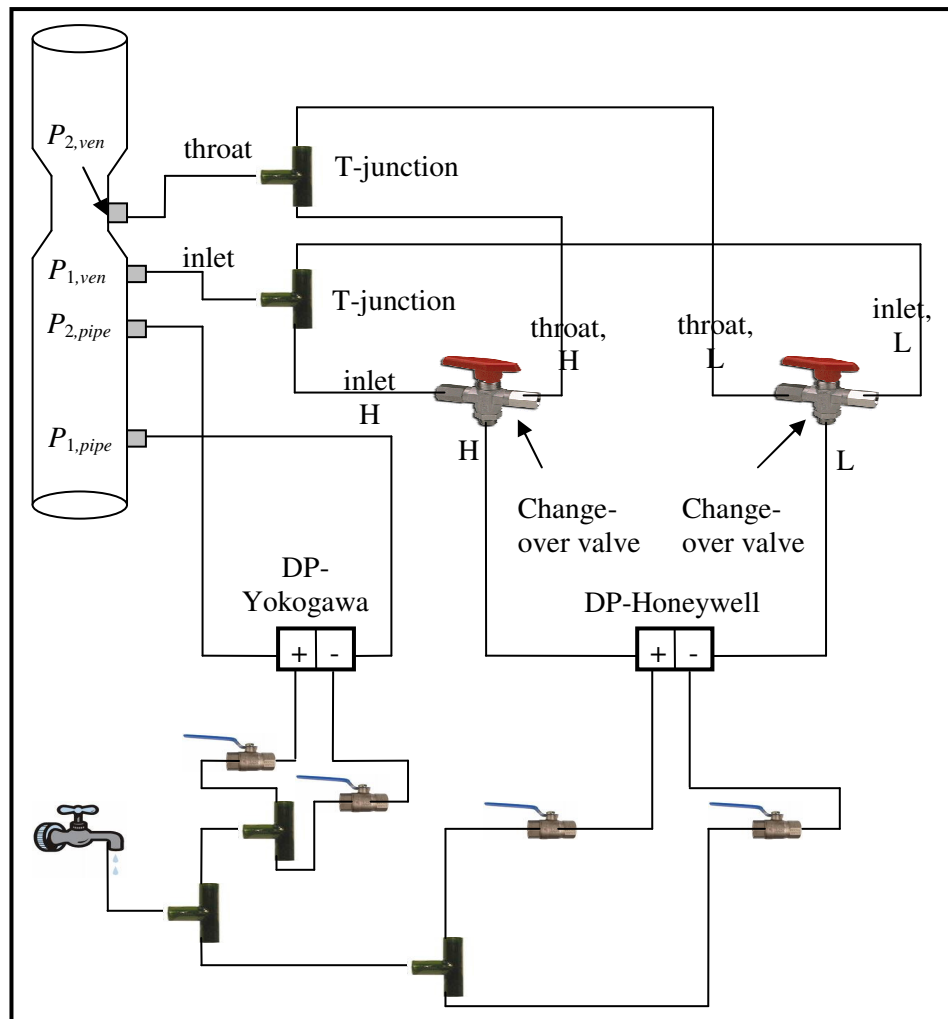 P2,ven
throat
T-junction
P1,ven
inlet
T-junction
P2,pipe
throat,
H
throat,
L
inlet,
L
inlet
H
P1,pipe
H
L
Change-
over valve
Change-
over valve
DP-
Yokogawa
DP-Honeywell
+ -
+ -